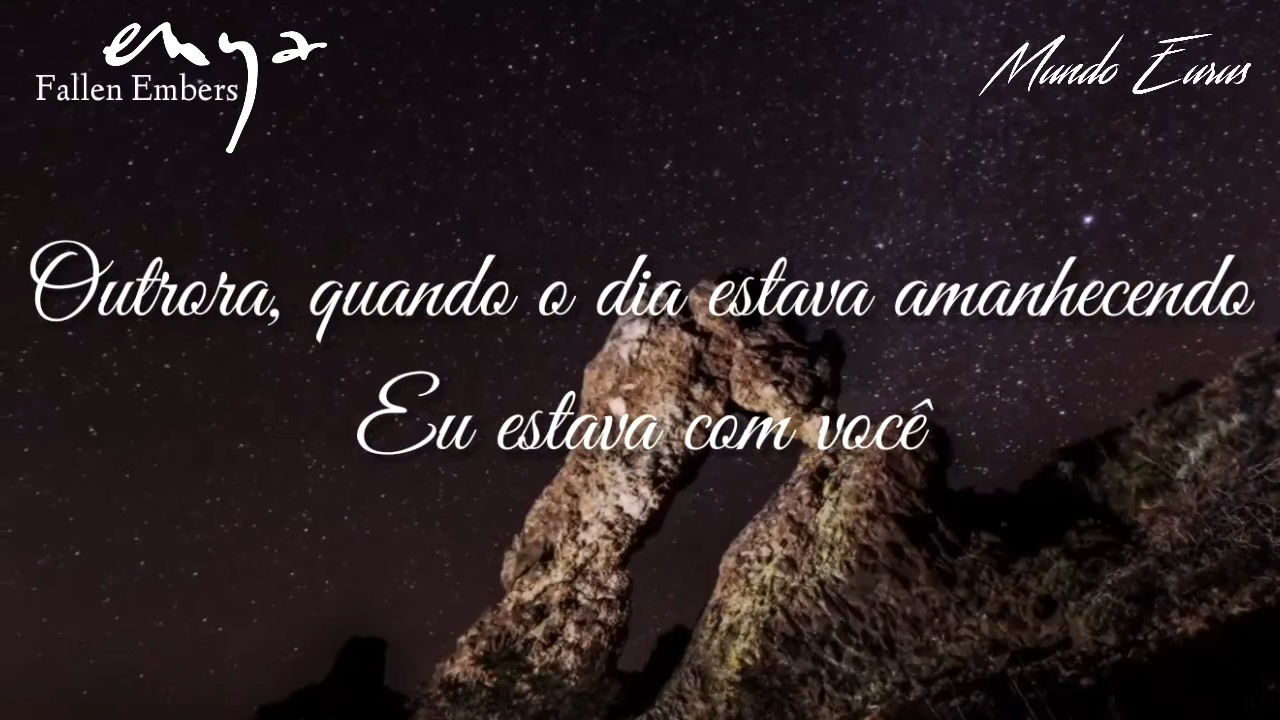 enya
Fallen Embers
Mundo Eurus
Outrora, quando o dia estava amanhecendo
Eu estava com você